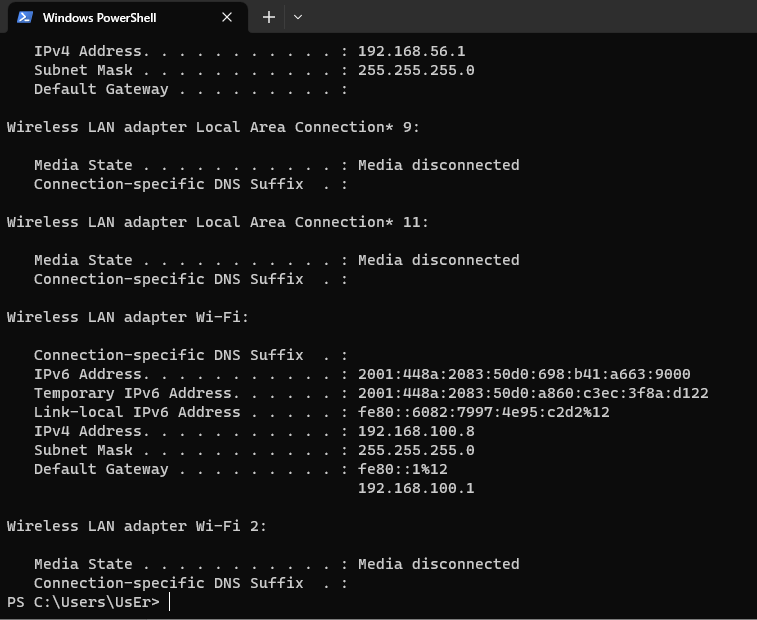 Windows PowerShell
IPv4 Address. . . . . . . . . . . : 192.168.56.1
Subnet Mask . . . . . . . . . . . : 255.255.255.0
Default Gateway . . . . . . . . . :
Wireless LAN adapter Local Area Connection* 9:
Media State . . . . . . . . . . . : Media disconnected
Connection-specific DNS Suffix  . :
Wireless LAN adapter Local Area Connection* 11:
Media State . . . . . . . . . . . : Media disconnected
Connection-specific DNS Suffix  . :
Wireless LAN adapter Wi-Fi:
Connection-specific DNS Suffix  . :
IPv6 Address. . . . . . . . . . . : 2001:448a:2083:50d0:698:b41:a663:9000
Temporary IPv6 Address. . . . . . : 2001:448a:2083:50d0:a860:c3ec:3f8a:d122
Link-local IPv6 Address . . . . . : fe80::6082:7997:4e95:c2d2%12
IPv4 Address. . . . . . . . . . . : 192.168.100.8
Subnet Mask . . . . . . . . . . . : 255.255.255.0
Default Gateway . . . . . . . . . : fe80::1%12
192.168.100.1
Wireless LAN adapter Wi-Fi 2:
Media State . . . . . . . . . . . : Media disconnected
Connection-specific DNS Suffix  . :
PS C:\Users\UsEr>